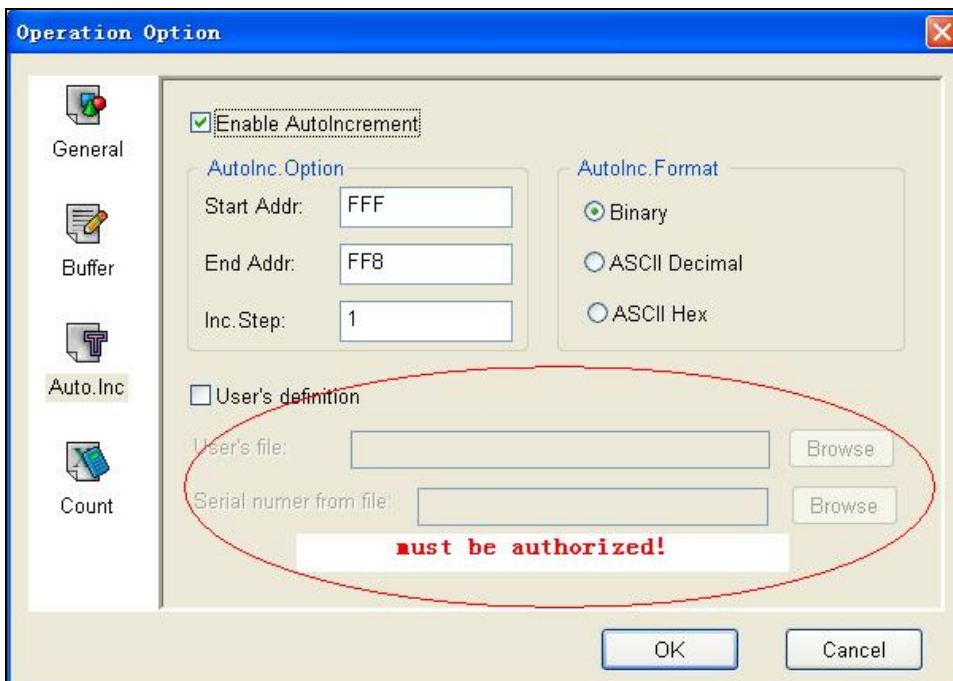 Operation Option
General
Buffer
Auto.Inc
Count
Enable AutoIncrement
AutoInc.Option
Start Addr: FFF
End Addr: FF8
Inc.Step: 1
AutoInc.Format
Binary
ASCII Decimal
ASCII Hex
User's definition
User's file: Browse
Serial numer from file: Browse
must be authorized!
OK Cancel